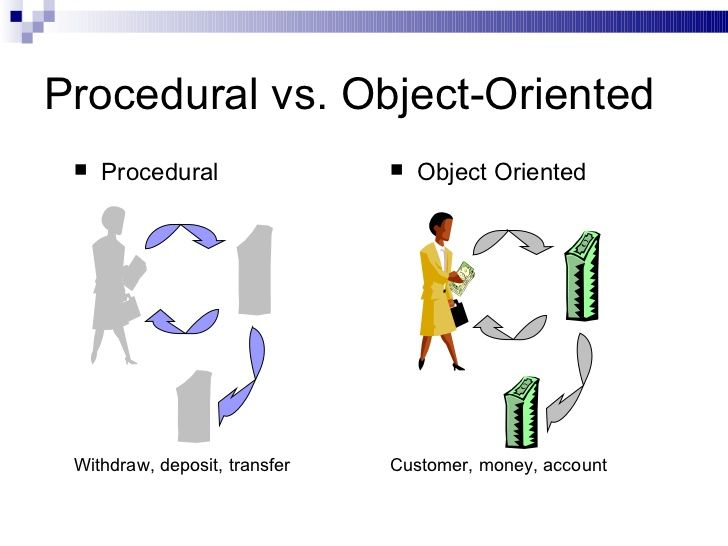 Procedural vs. Object-Oriented
Procedural
Object Oriented
Withdraw, deposit, transfer
Customer, money, account